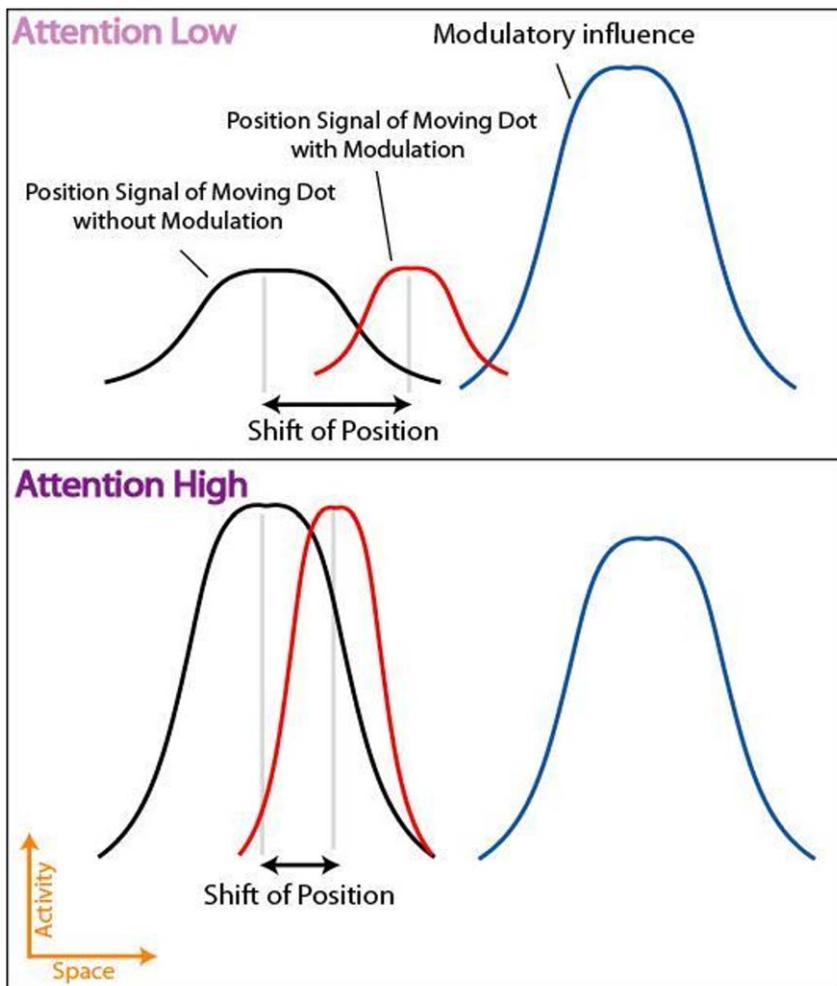 Attention Low
Modulatory influence
Position Signal of Moving Dot
with Modulation
Position Signal of Moving Dot
without Modulation
Shift of Position
Attention High
Shift of Position
Activity
Space